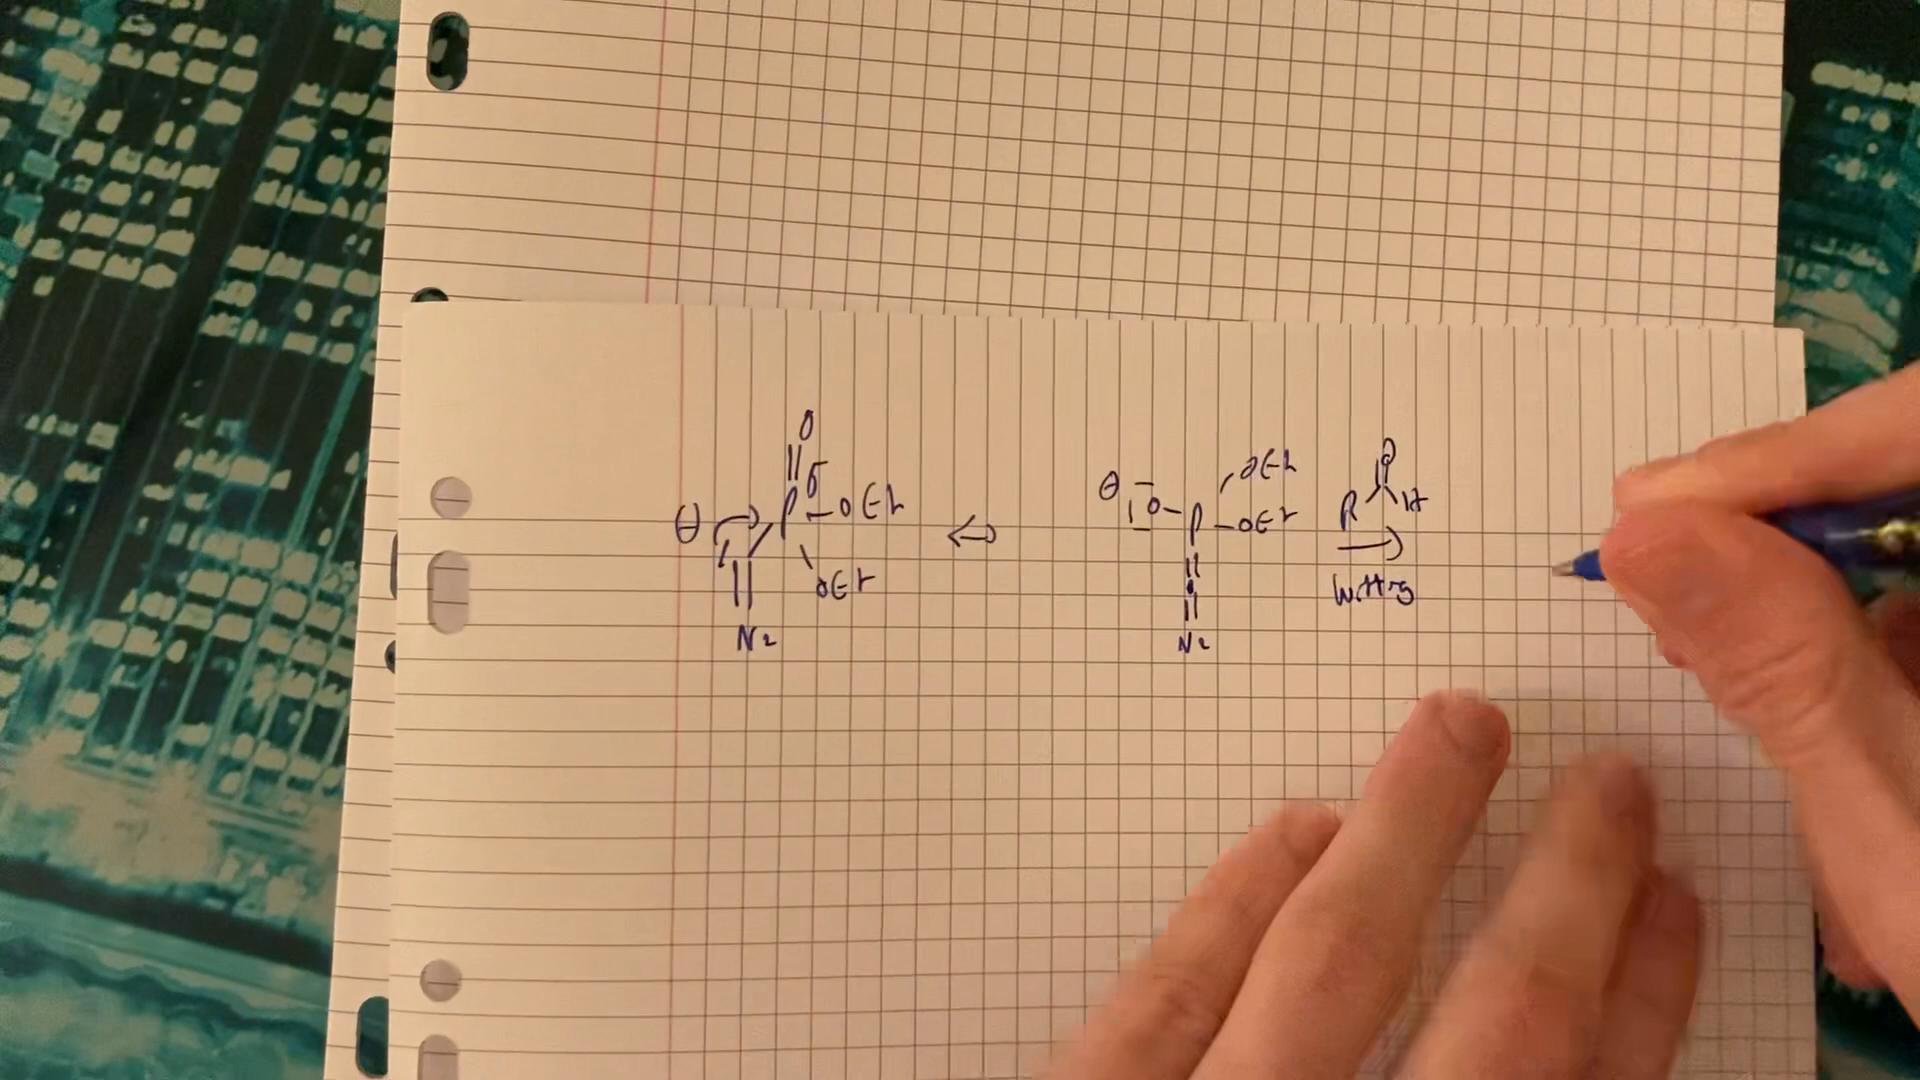 O
δ
⊖ P - OEt
OEt
N2
⇔
⊖ |O - P
OEt
OEt
N2
O
R H
→
Wittig